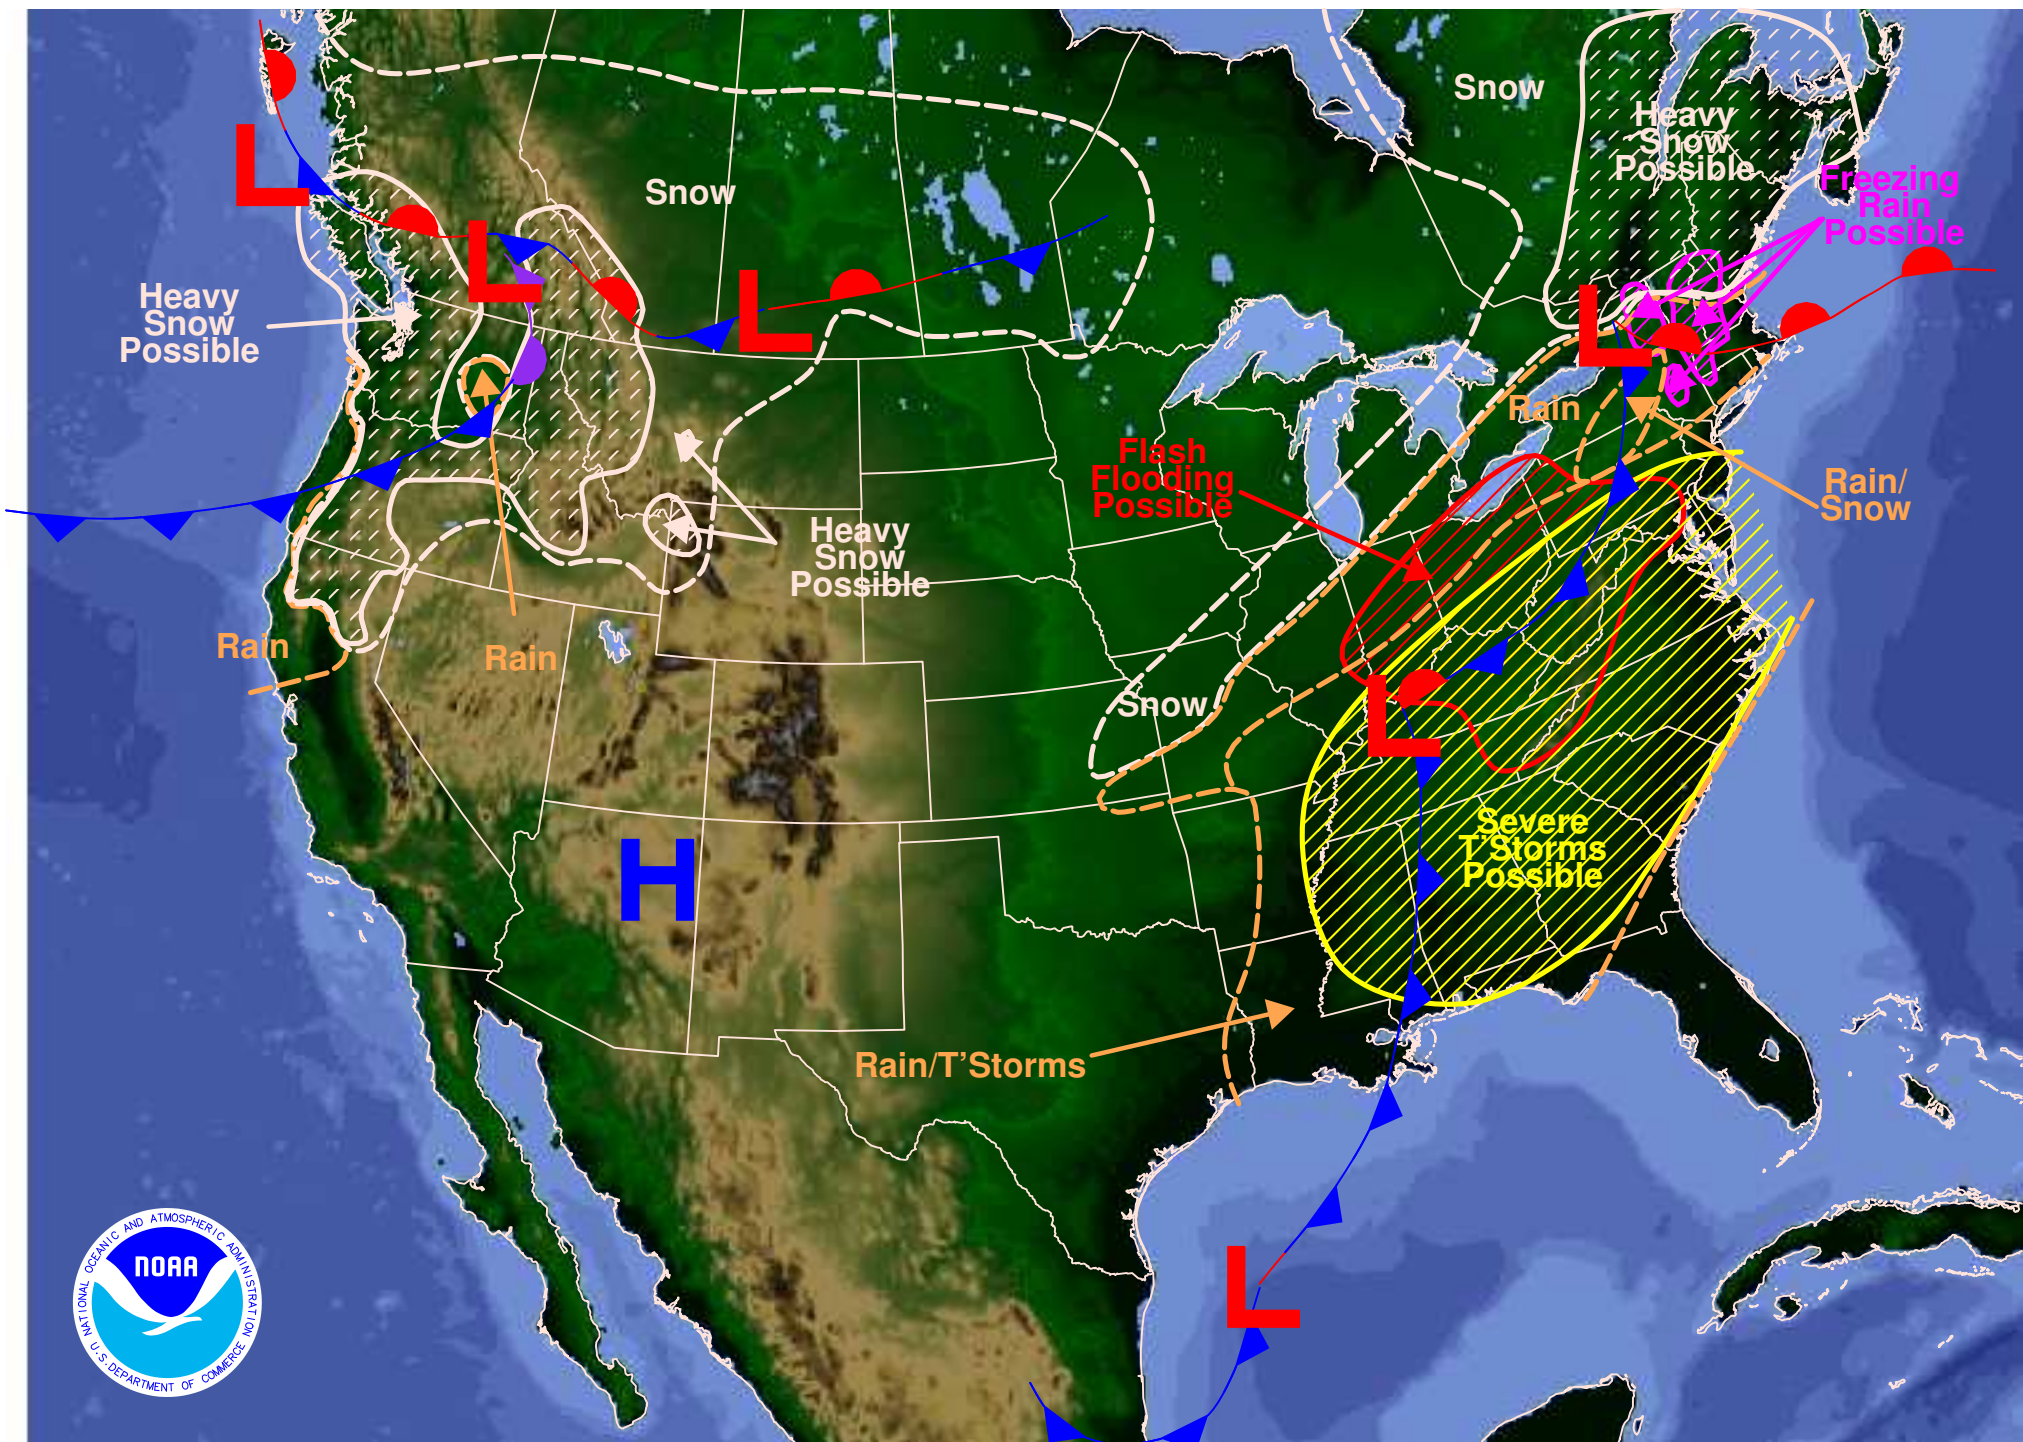 Snow
Heavy
Snow
Possible
Freezing
Rain
Possible
L
Snow
L
L
Heavy
Snow
Possible
L
L
Rain
Flash
Flooding
Possible
Rain/
Snow
Heavy
Snow
Possible
Rain
Rain
Snow
L
Severe
T'Storms
Possible
H
Rain/T'Storms
L
NATIONAL OCEANIC AND ATMOSPHERIC ADMINISTRATION
NOAA
U.S. DEPARTMENT OF COMMERCE